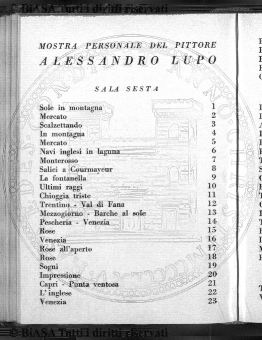 © BiASA Tutti i diritti riservati
MOSTRA PERSONALE DEL PITTORE
ALESSANDRO LUPO
SALA SESTA
Sole in montagna 1
Mercato 2
Scalzettando 3
In montagna 4
Mercato 5
Navi inglesi in laguna 6
Monterosso 7
Salici a Courmayeur 8
La fontanella 9
Ultimi raggi 10
Chioggia triste 11
Trentino - Val di Fana 12
Mezzogiorno - Barche al sole 13
Pescheria - Venezia 14
Rose 15
Venezia 16
Rose all'aperto 17
Rose 18
Sogni 19
Impressione 20
Capri - Punta ventosa 21
L'inglese 22
Venezia 23
© BiASA Tutti i diritti riservati